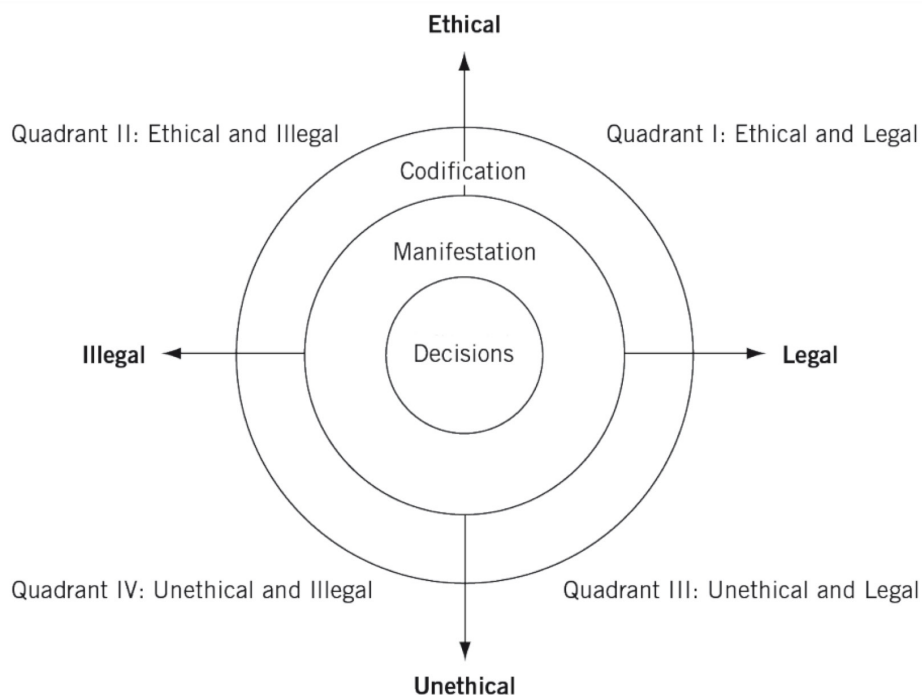 Ethical
Quadrant II: Ethical and Illegal
Quadrant I: Ethical and Legal
Codification
Manifestation
Illegal
Decisions
Legal
Quadrant IV: Unethical and Illegal
Quadrant III: Unethical and Legal
Unethical